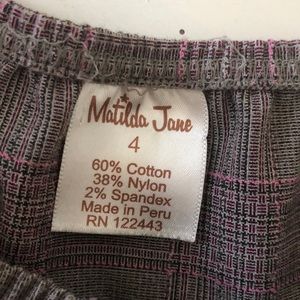 Matilda Jane
4
60% Cotton
38% Nylon
2% Spandex
Made in Peru
RN 122443